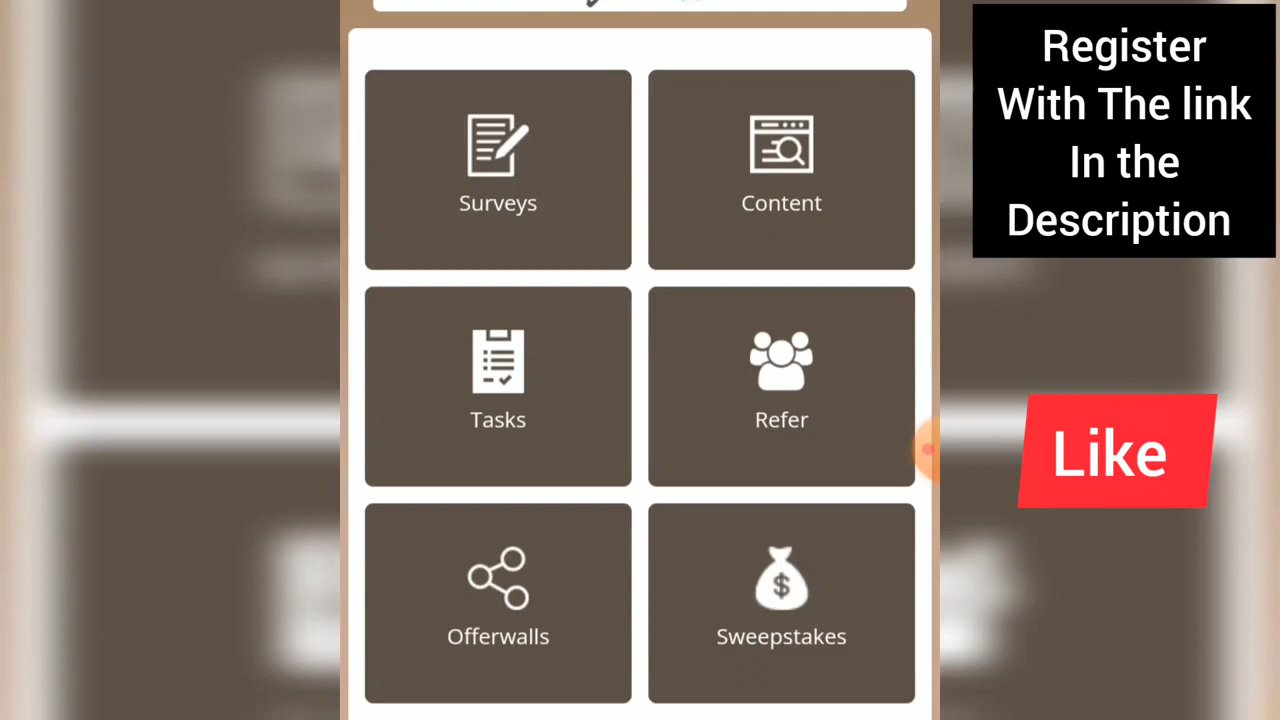 Surveys
Content
Tasks
Refer
Offerwalls
Sweepstakes
Register
With The link
In the
Description
Like